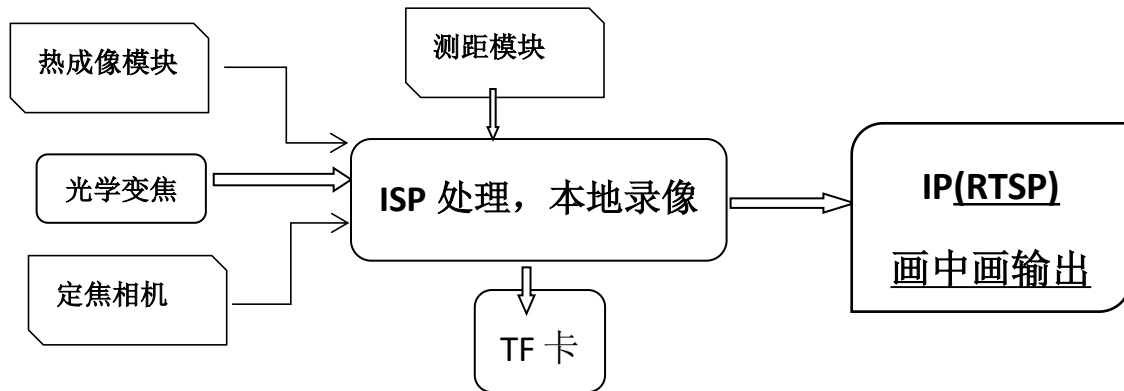 热成像模块
测距模块
光学变焦
ISP 处理，本地录像
IP(RTSP)
画中画输出
定焦相机
TF 卡